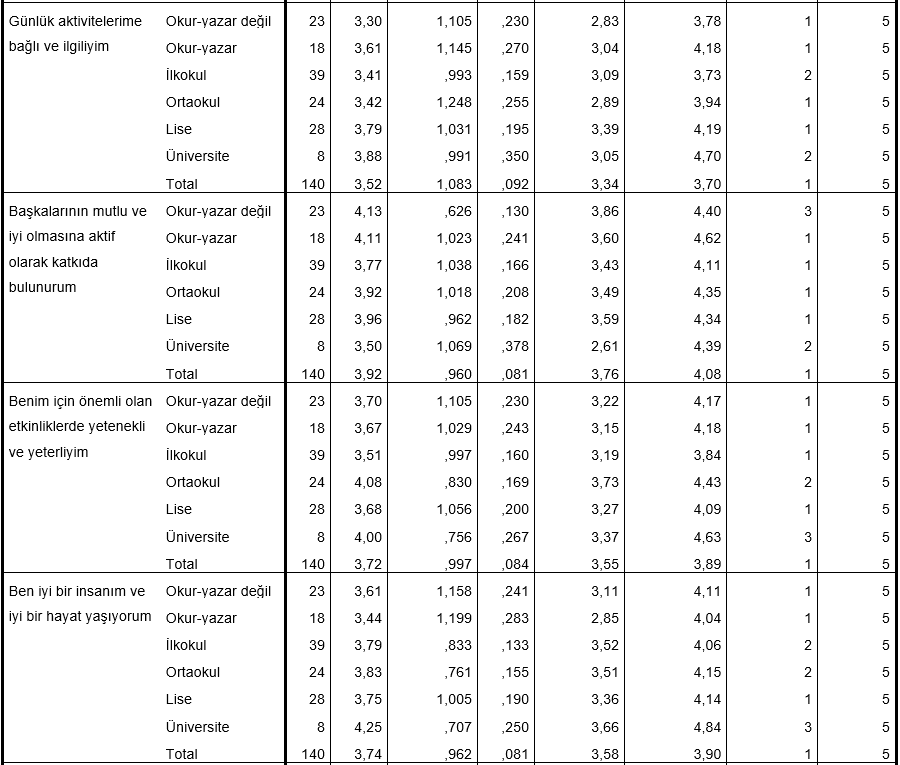 Günlük aktivitelerime Okur-yazar değil 23 3,30 1,105 ,230 2,83 3,78 1 5
bağlı ve ilgiliyim Okur-yazar 18 3,61 1,145 ,270 3,04 4,18 1 5
İlkokul 39 3,41 ,993 ,159 3,09 3,73 2 5
Ortaokul 24 3,42 1,248 ,255 2,89 3,94 1 5
Lise 28 3,79 1,031 ,195 3,39 4,19 1 5
Üniversite 8 3,88 ,991 ,350 3,05 4,70 2 5
Total 140 3,52 1,083 ,092 3,34 3,70 1 5
Başkalarının mutlu ve Okur-yazar değil 23 4,13 ,626 ,130 3,86 4,40 3 5
iyi olmasına aktif Okur-yazar 18 4,11 1,023 ,241 3,60 4,62 1 5
olarak katkıda İlkokul 39 3,77 1,038 ,166 3,43 4,11 1 5
bulunurum Ortaokul 24 3,92 1,018 ,208 3,49 4,35 1 5
Lise 28 3,96 ,962 ,182 3,59 4,34 1 5
Üniversite 8 3,50 1,069 ,378 2,61 4,39 2 5
Total 140 3,92 ,960 ,081 3,76 4,08 1 5
Benim için önemli olan Okur-yazar değil 23 3,70 1,105 ,230 3,22 4,17 1 5
etkinliklerde yetenekli Okur-yazar 18 3,67 1,029 ,243 3,15 4,18 1 5
ve yeterliyim İlkokul 39 3,51 ,997 ,160 3,19 3,84 1 5
Ortaokul 24 4,08 ,830 ,169 3,73 4,43 2 5
Lise 28 3,68 1,056 ,200 3,27 4,09 1 5
Üniversite 8 4,00 ,756 ,267 3,37 4,63 3 5
Total 140 3,72 ,997 ,084 3,55 3,89 1 5
Ben iyi bir insanım ve Okur-yazar değil 23 3,61 1,158 ,241 3,11 4,11 1 5
iyi bir hayat yaşıyorum Okur-yazar 18 3,44 1,199 ,283 2,85 4,04 1 5
İlkokul 39 3,79 ,833 ,133 3,52 4,06 2 5
Ortaokul 24 3,83 ,761 ,155 3,51 4,15 2 5
Lise 28 3,75 1,005 ,190 3,36 4,14 1 5
Üniversite 8 4,25 ,707 ,250 3,66 4,84 3 5
Total 140 3,74 ,962 ,081 3,58 3,90 1 5